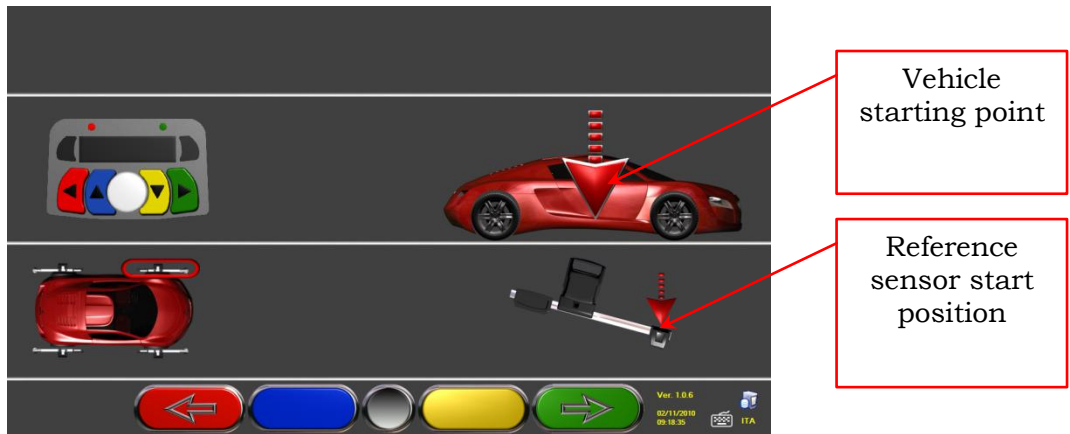 Vehicle
starting point
Reference
sensor start
position
Ver. 1.0.6
02/11/2010
09:18:35
ITA